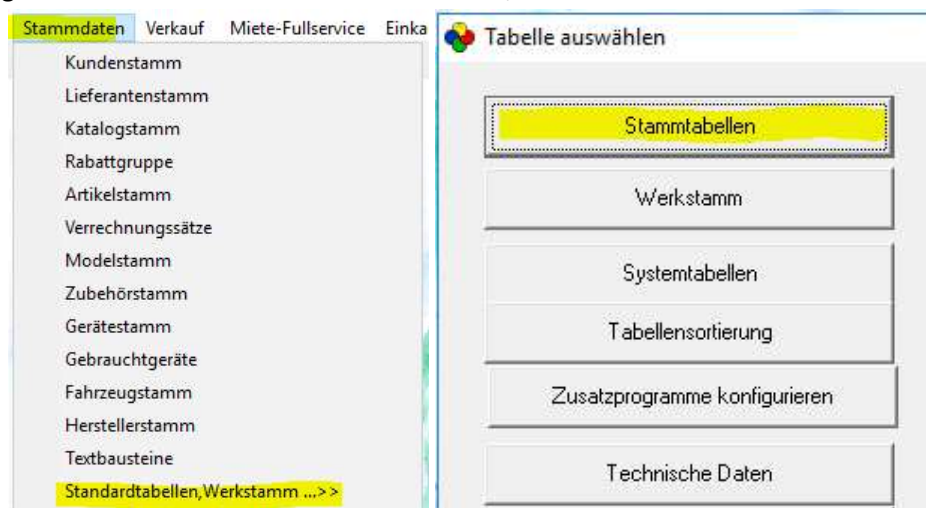 Stammdaten Verkauf Miete-Fullservice Einka
Kundenstamm
Lieferantenstamm
Katalogstamm
Rabattgruppe
Artikelstamm
Verrechnungssätze
Modelstamm
Zubehörstamm
Gerätestamm
Gebrauchtgeräte
Fahrzeugstamm
Herstellerstamm
Textbausteine
Standardtabellen,Werkstamm ...>>
Tabelle auswählen
Stammtabellen
Werkstamm
Systemtabellen
Tabellensortierung
Zusatzprogramme konfigurieren
Technische Daten